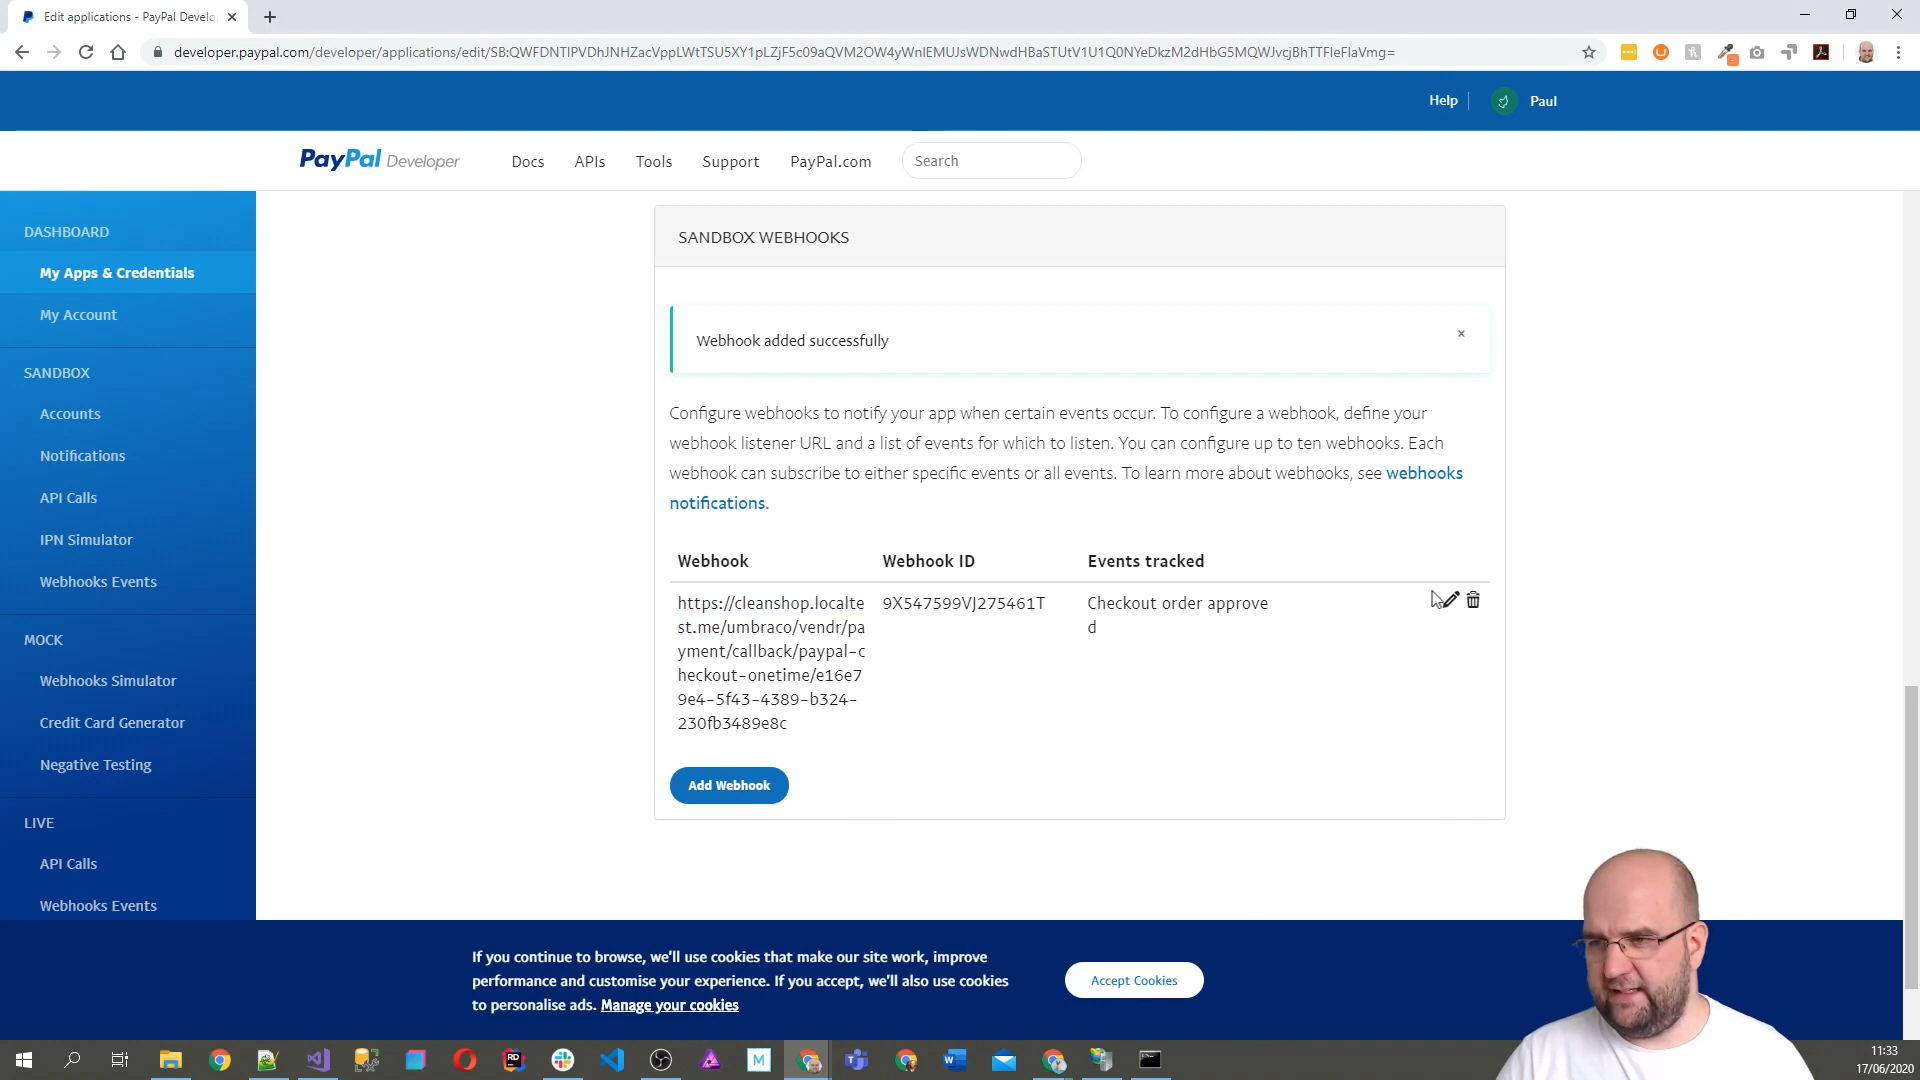 Edit applications - PayPal Develo
developer.paypal.com/developer/applications/edit/SB:QWFDNTlPVDhJNHZacVppLWtTSU5XY1pLZjF5c09aQVM2OW4yWnlEMUJsWDNwdHBaSTUtV1U1Q0NYeDkzM2dHbG5MQWJvcjBhTTFleFlaVmg=
Help
Paul
PayPal Developer
Docs
APIs
Tools
Support
PayPal.com
Search
DASHBOARD
My Apps & Credentials
My Account
SANDBOX
Accounts
Notifications
API Calls
IPN Simulator
Webhooks Events
MOCK
Webhooks Simulator
Credit Card Generator
Negative Testing
LIVE
API Calls
Webhooks Events
SANDBOX WEBHOOKS
Webhook added successfully
×
Configure webhooks to notify your app when certain events occur. To configure a webhook, define your
webhook listener URL and a list of events for which to listen. You can configure up to ten webhooks. Each
webhook can subscribe to either specific events or all events. To learn more about webhooks, see webhooks
notifications.
Webhook
Webhook ID
Events tracked
https://cleanshop.localte
st.me/umbraco/vendr/pa
yment/callback/paypal-c
heckout-onetime/e16e7
9e4-5f43-4389-b324-
230fb3489e8c
9X547599VJ275461T
Checkout order approve
d
Add Webhook
If you continue to browse, we'll use cookies that make our site work, improve
performance and customise your experience. If you accept, we'll also use cookies
to personalise ads. Manage your cookies
Accept Cookies
11:33
17/06/2020